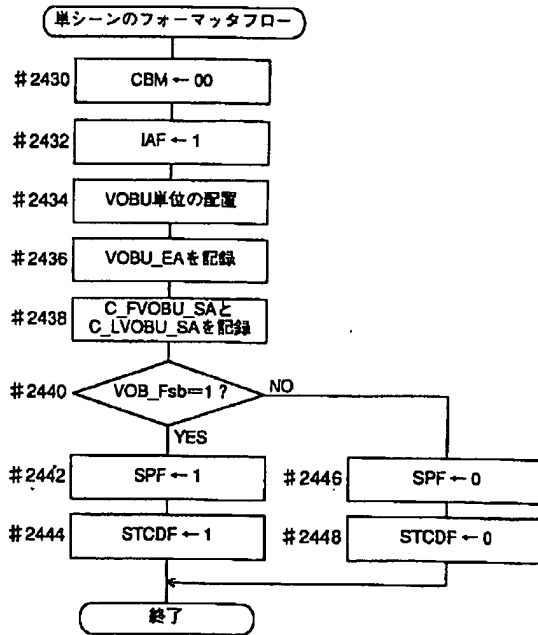 単シーンのフォーマッタフロー
#2430 CBM ← 00
#2432 IAF ← 1
#2434 VOBU単位の配置
#2436 VOBU_EAを記録
#2438 C_FVOBU_SAと
C_LVOBU_SAを記録
#2440 VOB_Fsb=1 ? NO
YES
#2442 SPF ← 1
#2446 SPF ← 0
#2444 STCDF ← 1
#2448 STCDF ← 0
終了